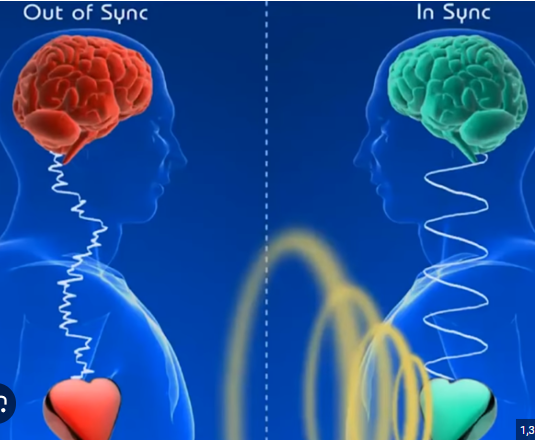 Out of Sync
In Sync
1,3